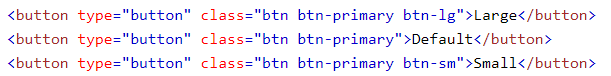 <button type="button" class="btn btn-primary btn-lg">Large</button>
<button type="button" class="btn btn-primary">Default</button>
<button type="button" class="btn btn-primary btn-sm">Small</button>